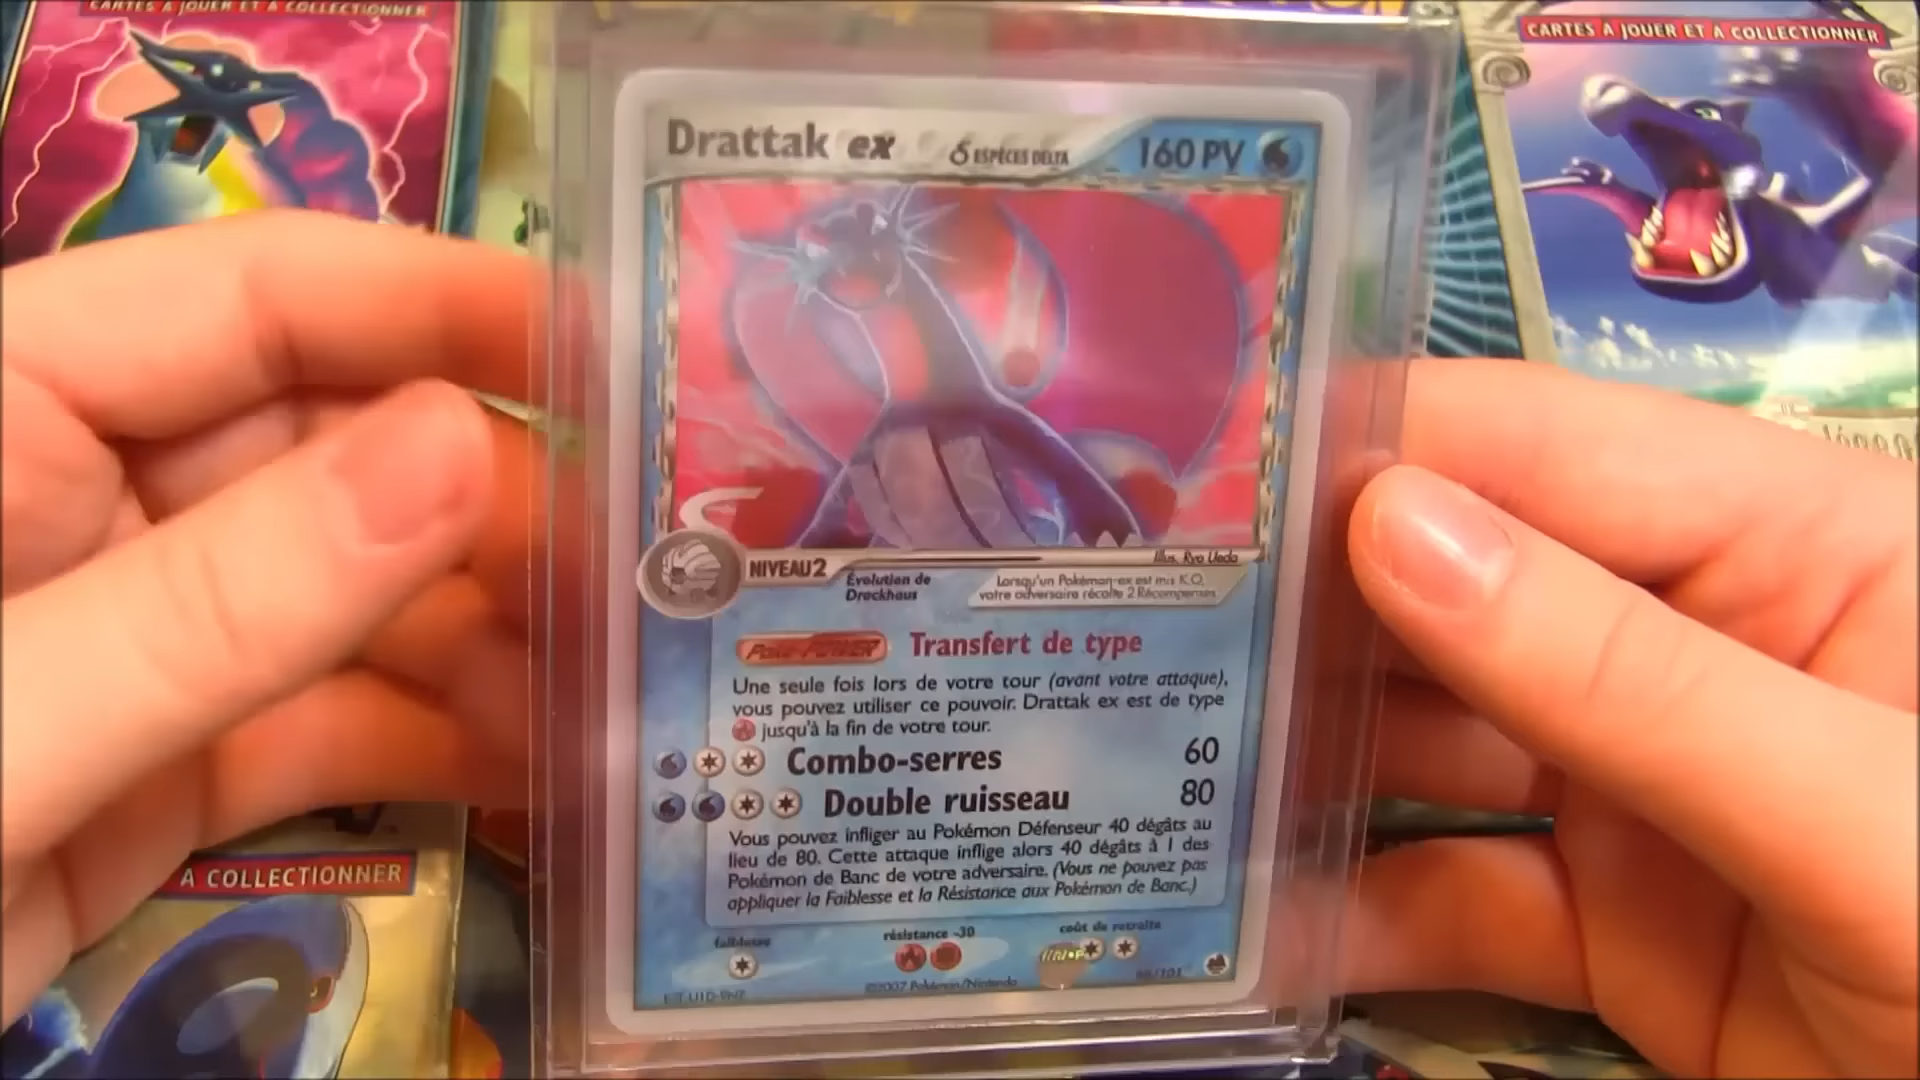 CARTES À JOUER ET À COLLECTIONNER
CARTES À JOUER ET À COLLECTIONNER
Drattak ex δ ESPÈCES DELTA 160 PV
Illus. Ryo Ueda
NIVEAU 2
Évolution de
Drackhaus
Lorsqu'un Pokémon-ex est mis K.O.
votre adversaire récolte 2 Récompenses.
POKé-POWER Transfert de type
Une seule fois lors de votre tour (avant votre attaque),
vous pouvez utiliser ce pouvoir. Drattak ex est de type
jusqu'à la fin de votre tour.
Combo-serres 60
Double ruisseau 80
Vous pouvez infliger au Pokémon Défenseur 40 dégâts au
lieu de 80. Cette attaque inflige alors 40 dégâts à 1 des
Pokémon de Banc de votre adversaire. (Vous ne pouvez pas
appliquer la Faiblesse et la Résistance aux Pokémon de Banc.)
faiblesse
résistance -30
coût de retraite
©2007 Pokémon/Nintendo
À COLLECTIONNER